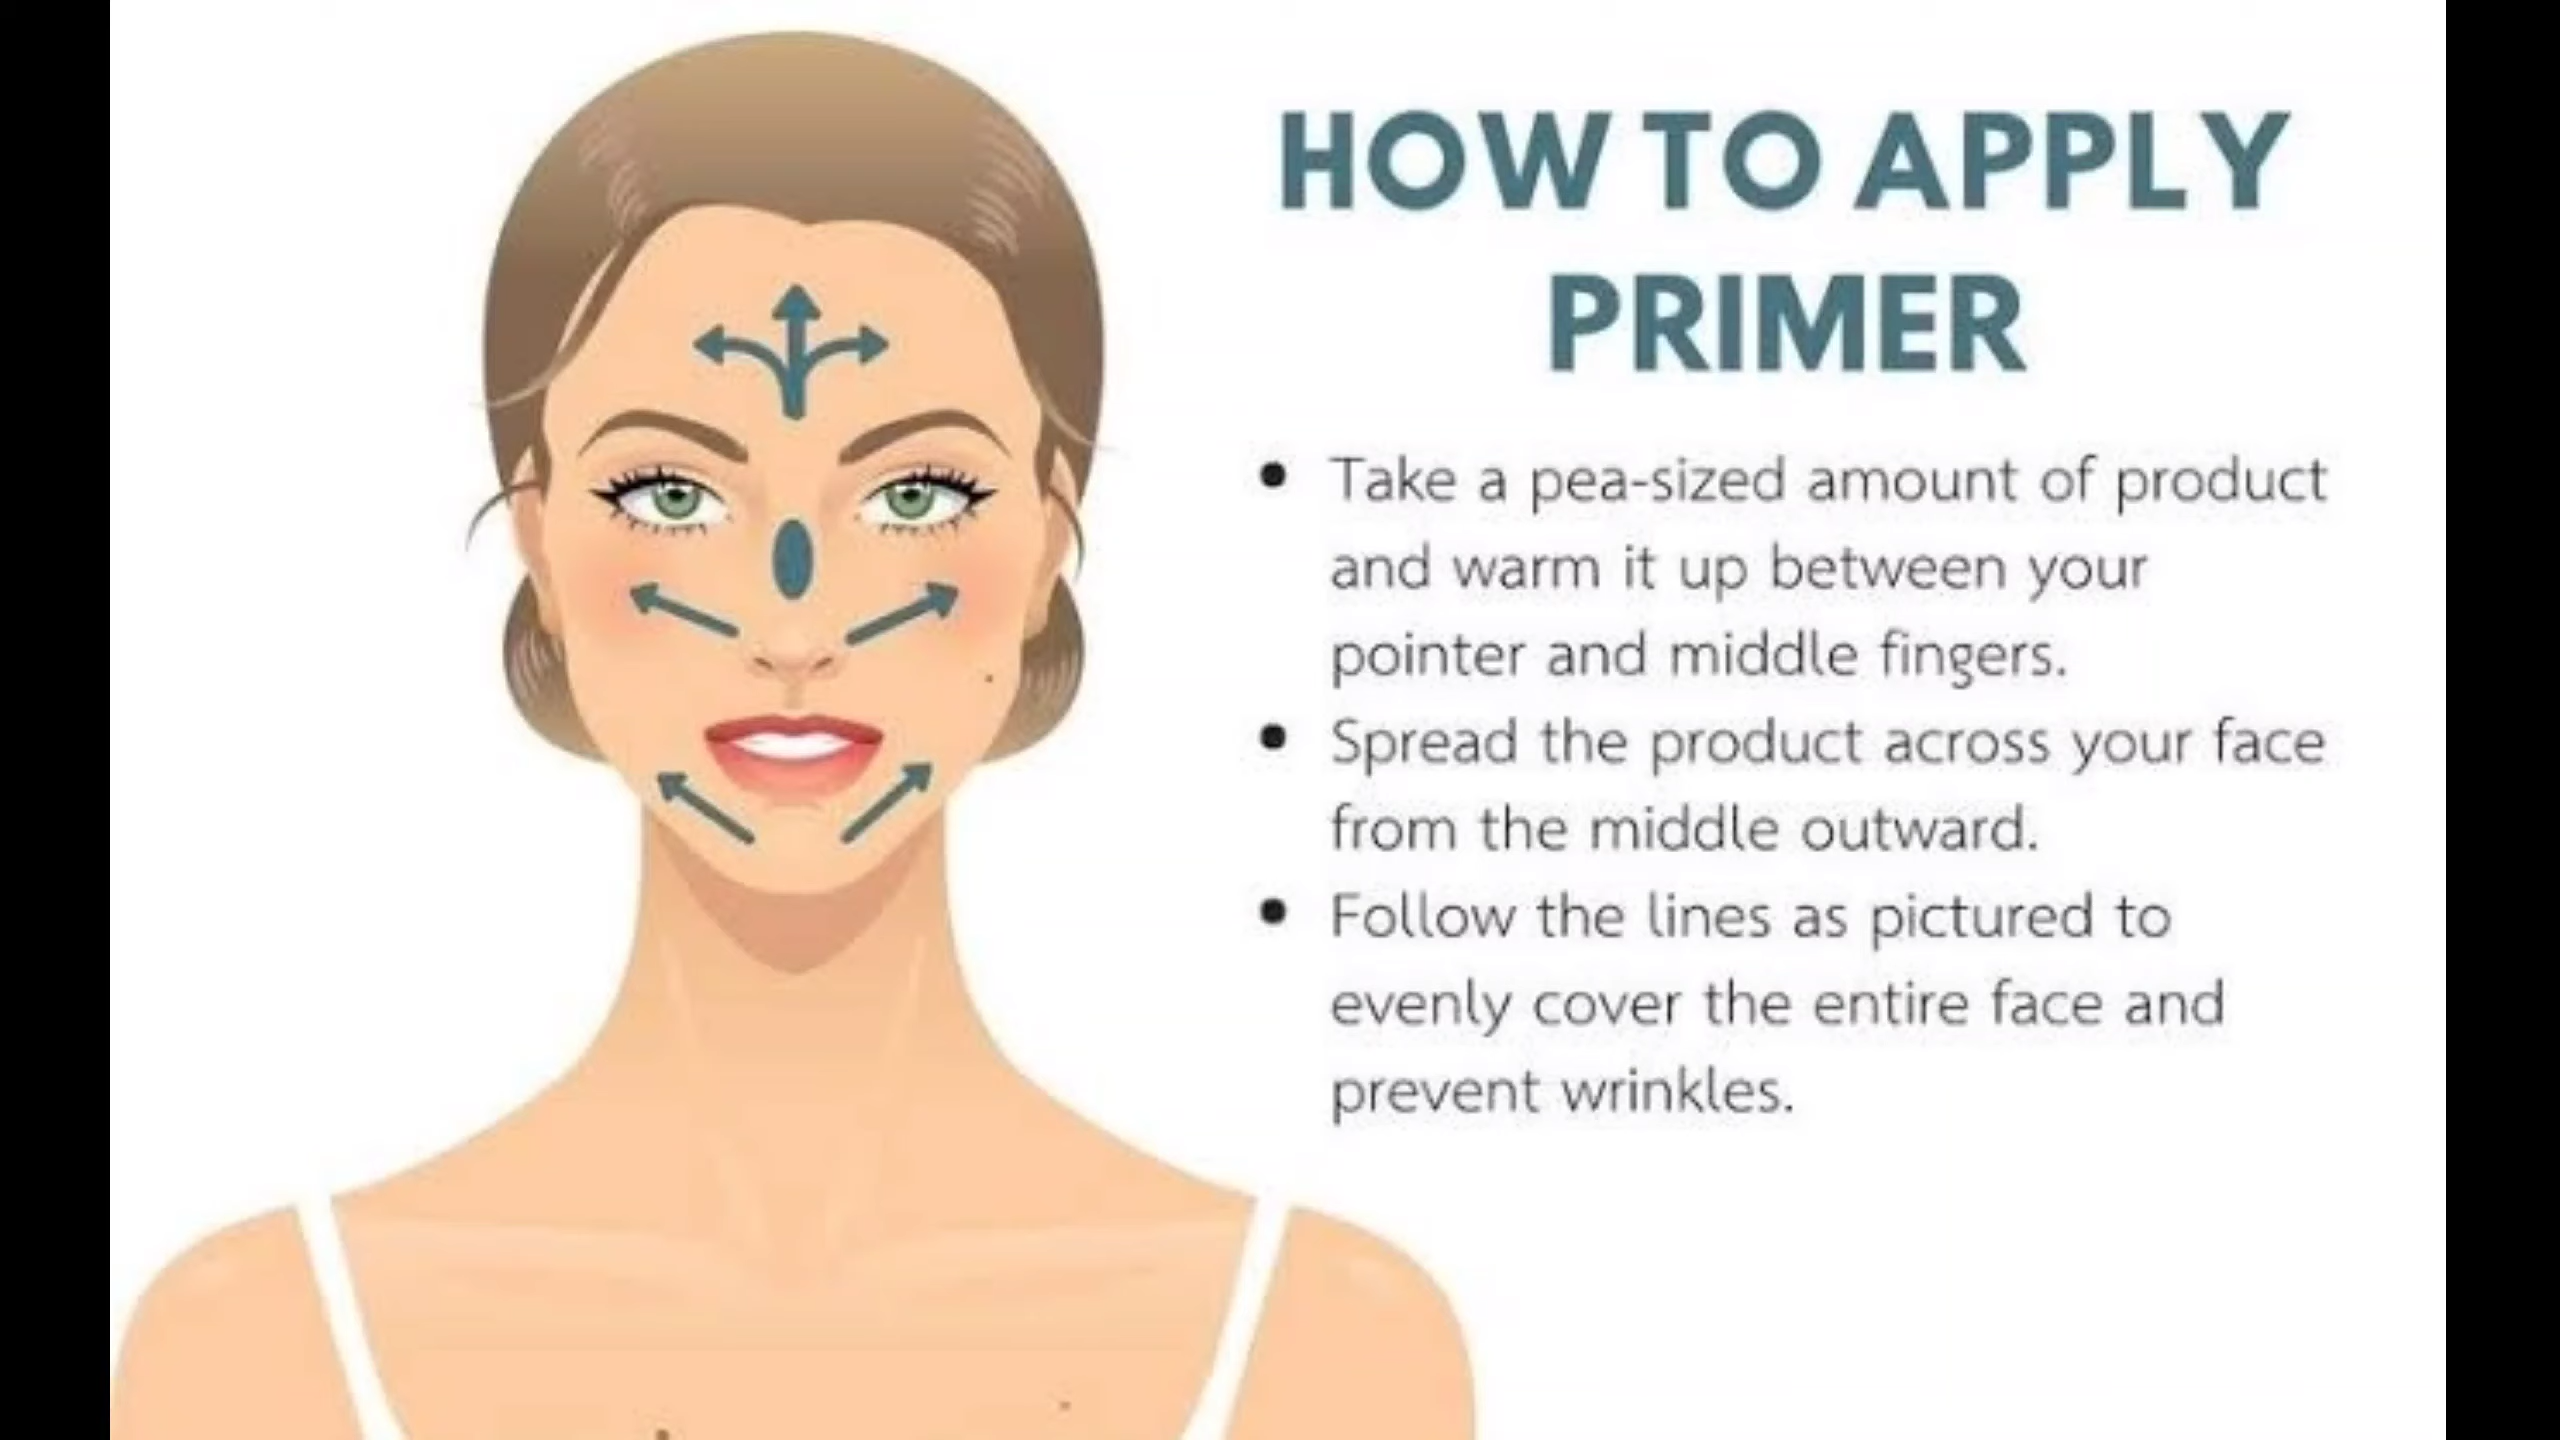 HOW TO APPLY
PRIMER
• Take a pea-sized amount of product
and warm it up between your
pointer and middle fingers.
• Spread the product across your face
from the middle outward.
• Follow the lines as pictured to
evenly cover the entire face and
prevent wrinkles.